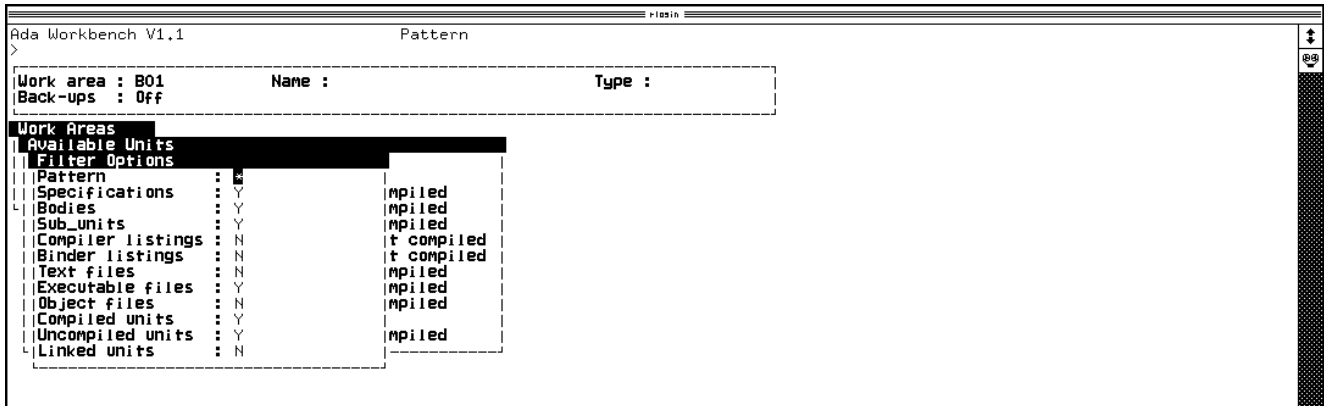 rlogin
Ada Workbench V1.1 Pattern
>
Work area : B01 Name : Type :
Back-ups : Off
Work Areas
Available Units
Filter Options
Pattern : *
Specifications : Y mpiled
Bodies : Y mpiled
Sub_units : Y mpiled
Compiler listings : N t compiled
Binder listings : N t compiled
Text files : N mpiled
Executable files : Y mpiled
Object files : N mpiled
Compiled units : Y
Uncompiled units : Y mpiled
Linked units : N